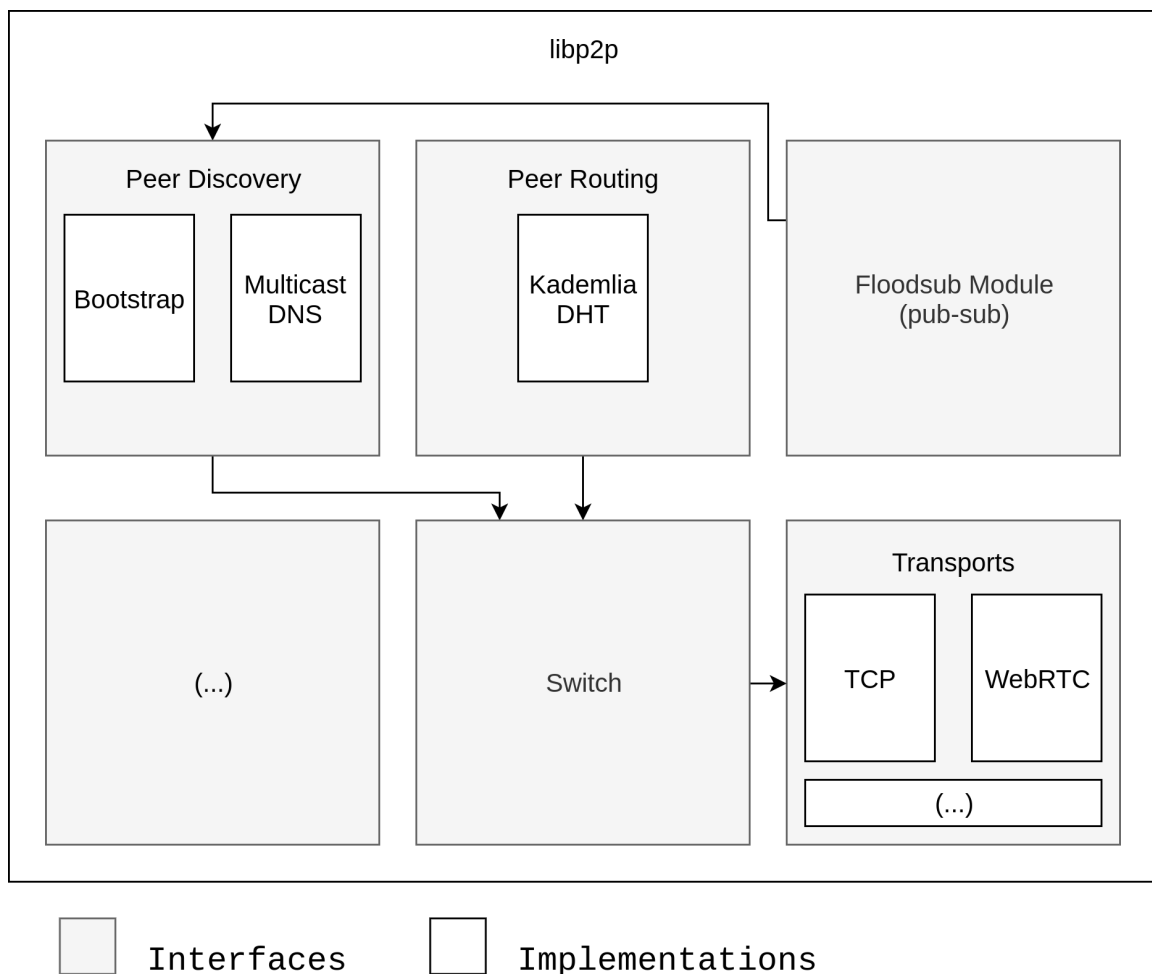 libp2p
Peer Discovery
Bootstrap
Multicast
DNS
Peer Routing
Kademlia
DHT
Floodsub Module
(pub-sub)
(...)
Switch
Transports
TCP
WebRTC
(...)
Interfaces
Implementations